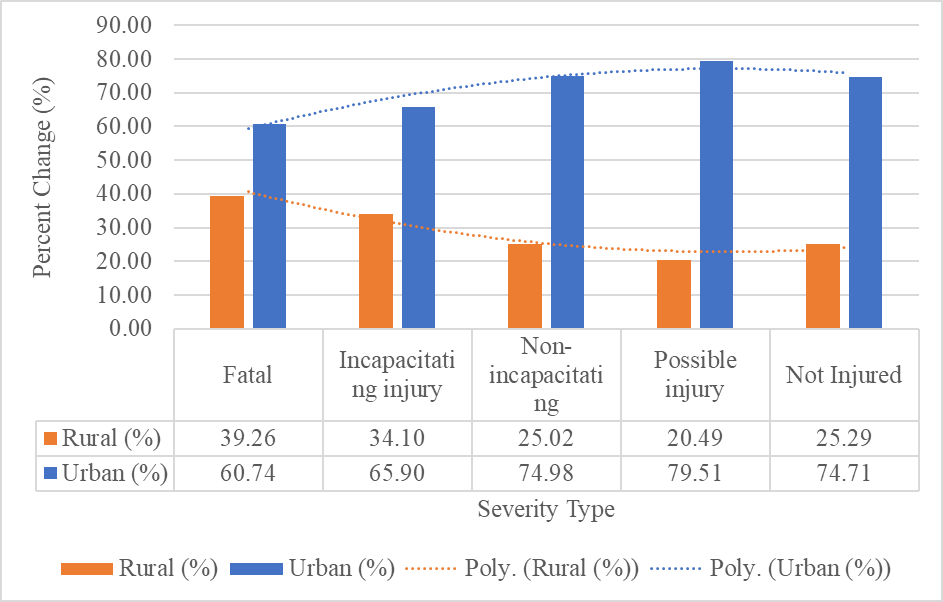 90.00
80.00
70.00
60.00
50.00
40.00
30.00
20.00
10.00
0.00
Percent Change (%)
Fatal
Incapacitati
ng injury
Non-
incapacitati
ng
Possible
injury
Not Injured
Rural (%) 39.26 34.10 25.02 20.49 25.29
Urban (%) 60.74 65.90 74.98 79.51 74.71
Severity Type
Rural (%) Urban (%) Poly. (Rural (%)) Poly. (Urban (%))